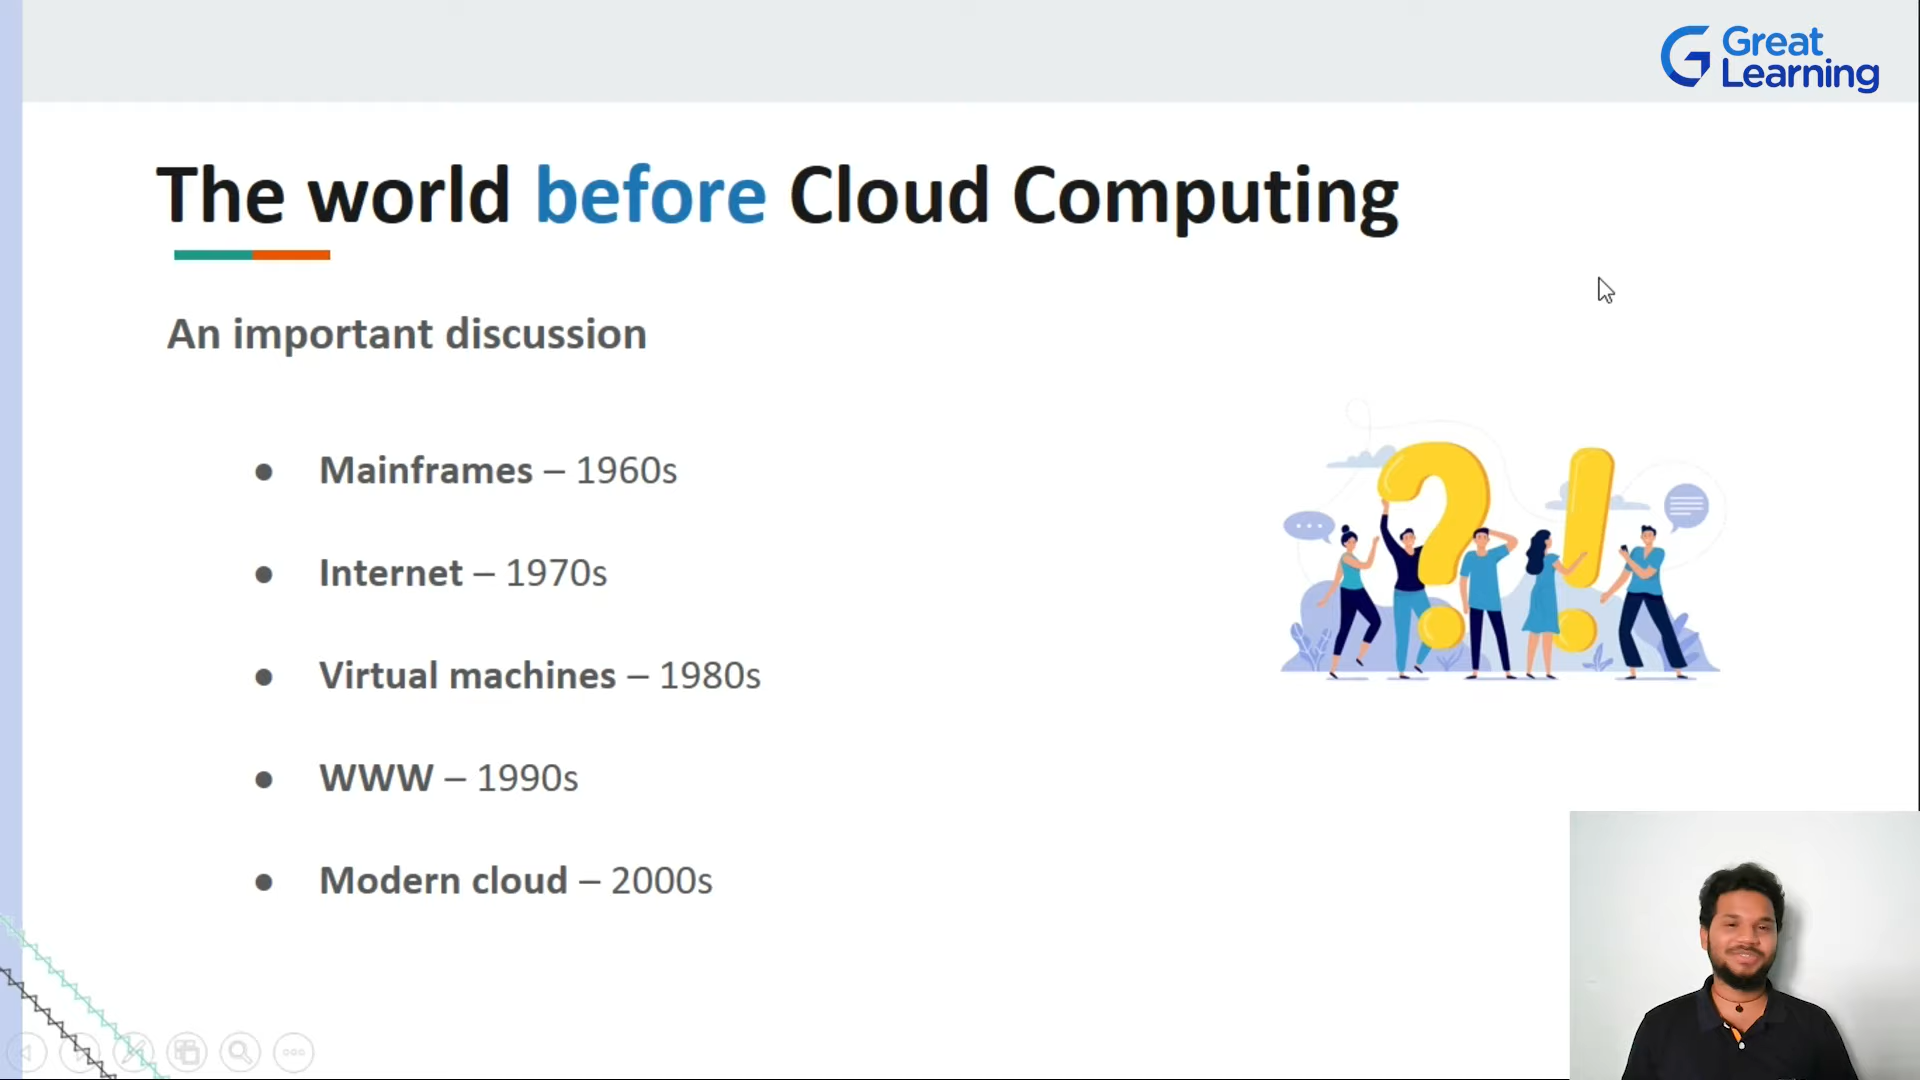 Great
Learning
The world before Cloud Computing
An important discussion
● Mainframes – 1960s
● Internet – 1970s
● Virtual machines – 1980s
● WWW – 1990s
● Modern cloud – 2000s